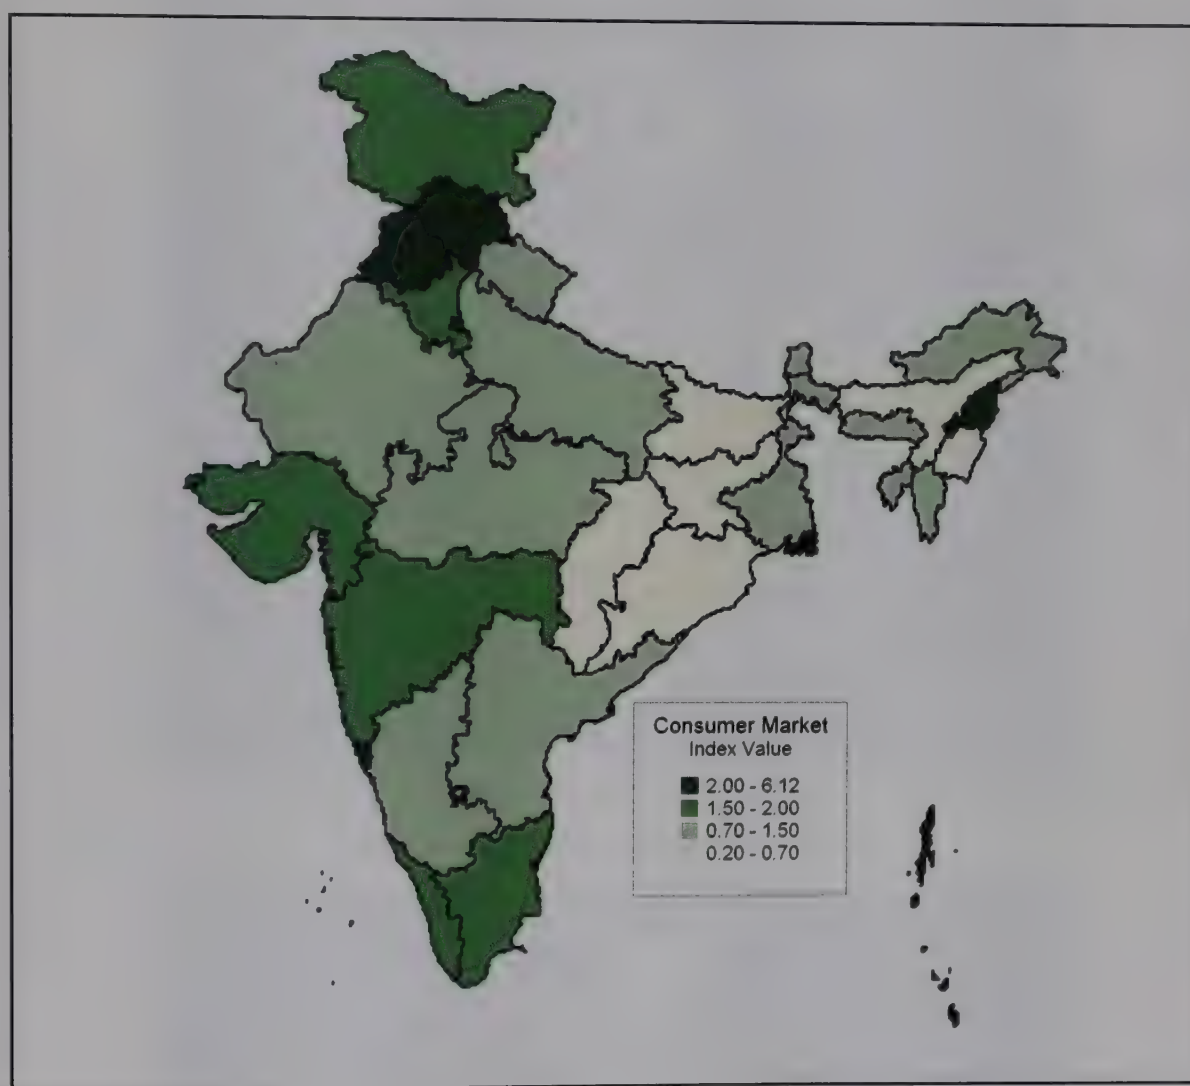 Consumer Market
Index Value
2.00 - 6.12
1.50 - 2.00
0.70 - 1.50
0.20 - 0.70